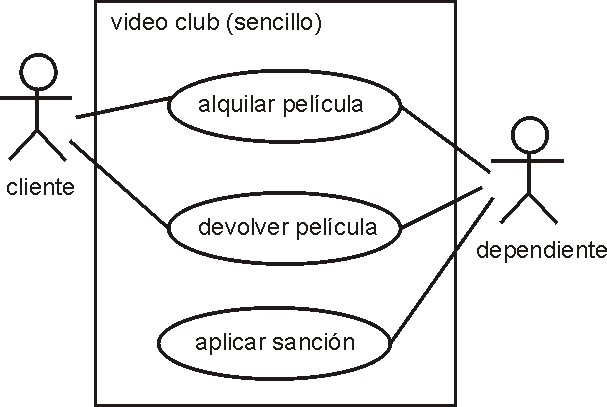 video club (sencillo)
alquilar película
cliente
devolver película
dependiente
aplicar sanción